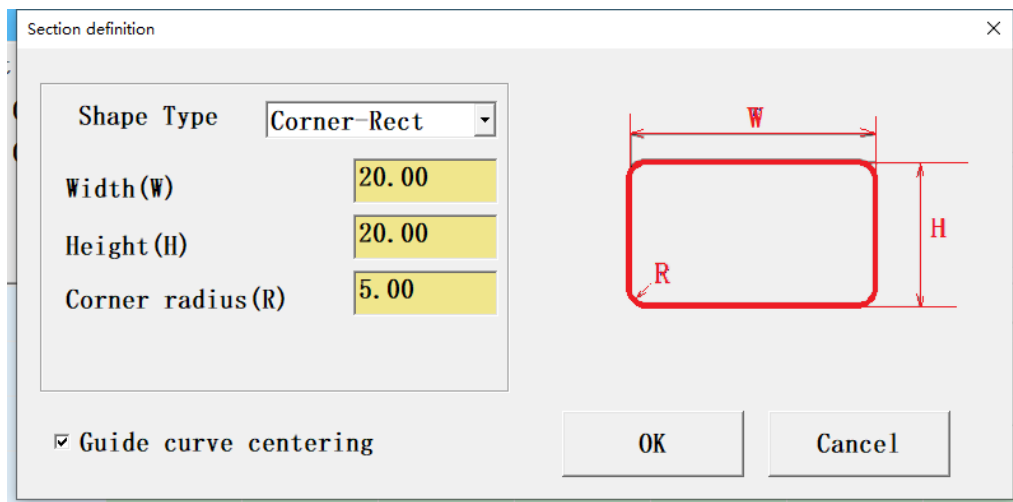 Section definition
Shape Type
Corner-Rect
Width(W)
20.00
Height(H)
20.00
Corner radius(R)
5.00
W
H
R
Guide curve centering
OK
Cancel